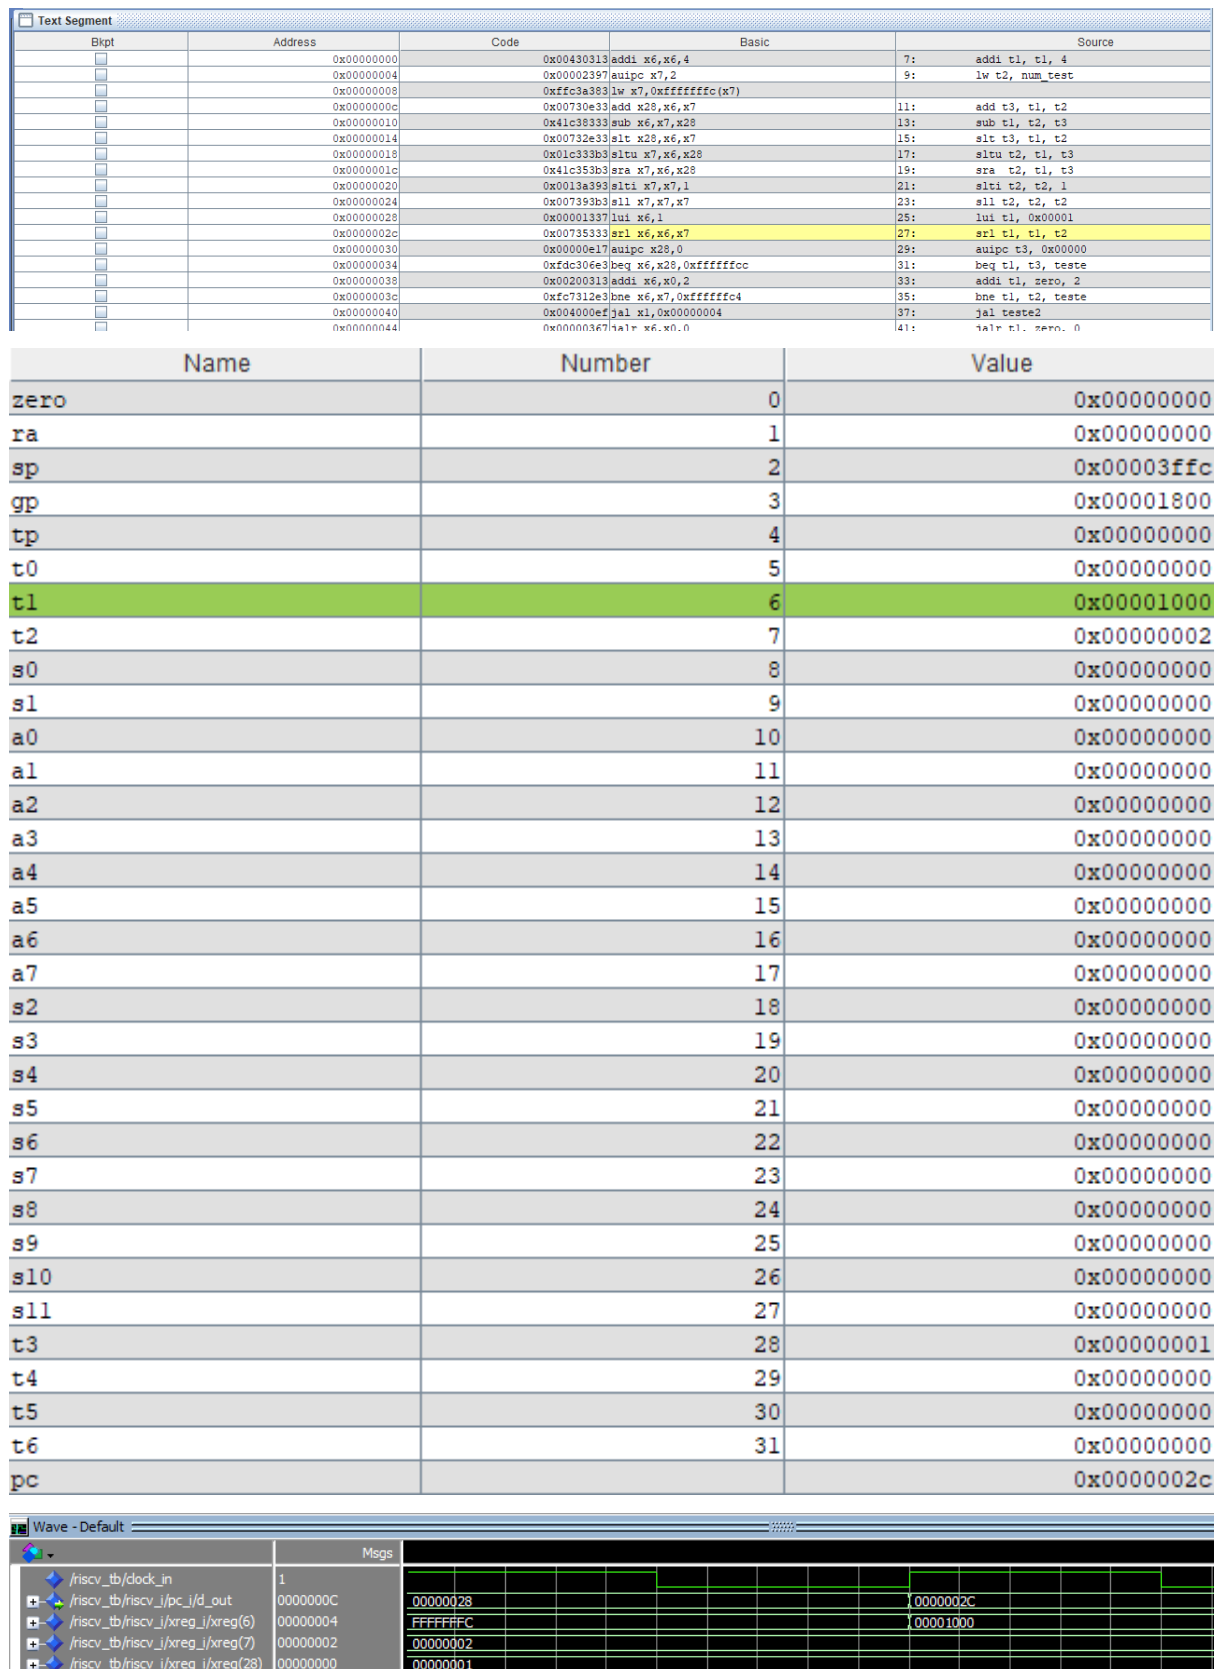 Text Segment
Bkpt Address Code Basic Source
0x00000000 0x00430313 addi x6,x6,4 7: addi t1, t1, 4
0x00000004 0x00002397 auipc x7,2 9: lw t2, num_test
0x00000008 0xffc3a383 lw x7,0xfffffffc(x7)
0x0000000c 0x00730e33 add x28,x6,x7 11: add t3, t1, t2
0x00000010 0x41c38333 sub x6,x7,x28 13: sub t1, t2, t3
0x00000014 0x00732e33 slt x28,x6,x7 15: slt t3, t1, t2
0x00000018 0x01c333b3 sltu x7,x6,x28 17: sltu t2, t1, t3
0x0000001c 0x41c353b3 sra x7,x6,x28 19: sra t2, t1, t3
0x00000020 0x0013a393 slti x7,x7,1 21: slti t2, t2, 1
0x00000024 0x007393b3 sll x7,x7,x7 23: sll t2, t2, t2
0x00000028 0x00001337 lui x6,1 25: lui t1, 0x00001
0x0000002c 0x00735333 srl x6,x6,x7 27: srl t1, t1, t2
0x00000030 0x00000e17 auipc x28,0 29: auipc t3, 0x00000
0x00000034 0xfdc306e3 beq x6,x28,0xffffffcc 31: beq t1, t3, teste
0x00000038 0x00200313 addi x6,x0,2 33: addi t1, zero, 2
0x0000003c 0xfc7312e3 bne x6,x7,0xffffffc4 35: bne t1, t2, teste
0x00000040 0x004000ef jal x1,0x00000004 37: jal teste2
0x00000044 0x00000367 jalr x6,x0,0 41: jalr t1, zero, 0
Name Number Value
zero 0 0x00000000
ra 1 0x00000000
sp 2 0x00003ffc
gp 3 0x00001800
tp 4 0x00000000
t0 5 0x00000000
t1 6 0x00001000
t2 7 0x00000002
s0 8 0x00000000
s1 9 0x00000000
a0 10 0x00000000
a1 11 0x00000000
a2 12 0x00000000
a3 13 0x00000000
a4 14 0x00000000
a5 15 0x00000000
a6 16 0x00000000
a7 17 0x00000000
s2 18 0x00000000
s3 19 0x00000000
s4 20 0x00000000
s5 21 0x00000000
s6 22 0x00000000
s7 23 0x00000000
s8 24 0x00000000
s9 25 0x00000000
s10 26 0x00000000
s11 27 0x00000000
t3 28 0x00000001
t4 29 0x00000000
t5 30 0x00000000
t6 31 0x00000000
pc 0x0000002c
Wave - Default
Msgs
/riscv_tb/clock_in 1
/riscv_tb/riscv_i/pc_i/d_out 0000000C 00000028 0000002C
/riscv_tb/riscv_i/xreg_i/xreg(6) 00000004 FFFFFFFC 00001000
/riscv_tb/riscv_i/xreg_i/xreg(7) 00000002 00000002
/riscv_tb/riscv_i/xreg_i/xreg(28) 00000000 00000001